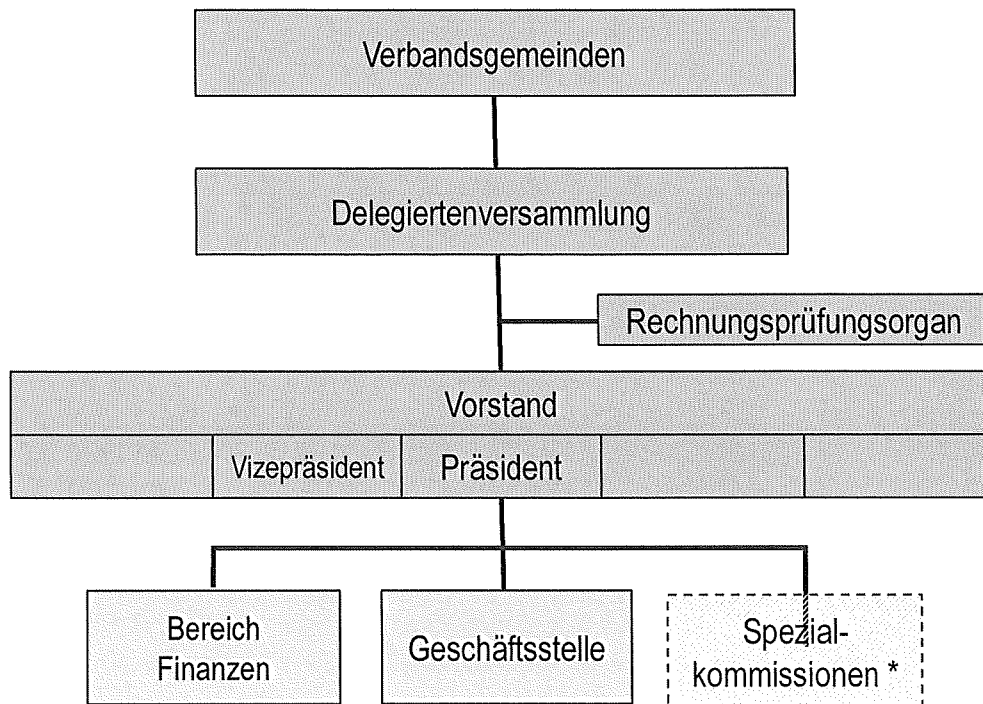 Verbandsgemeinden
Delegiertenversammlung
Rechnungsprüfungsorgan
Vorstand
Vizepräsident
Präsident
Bereich
Finanzen
Geschäftsstelle
Spezial-
kommissionen *